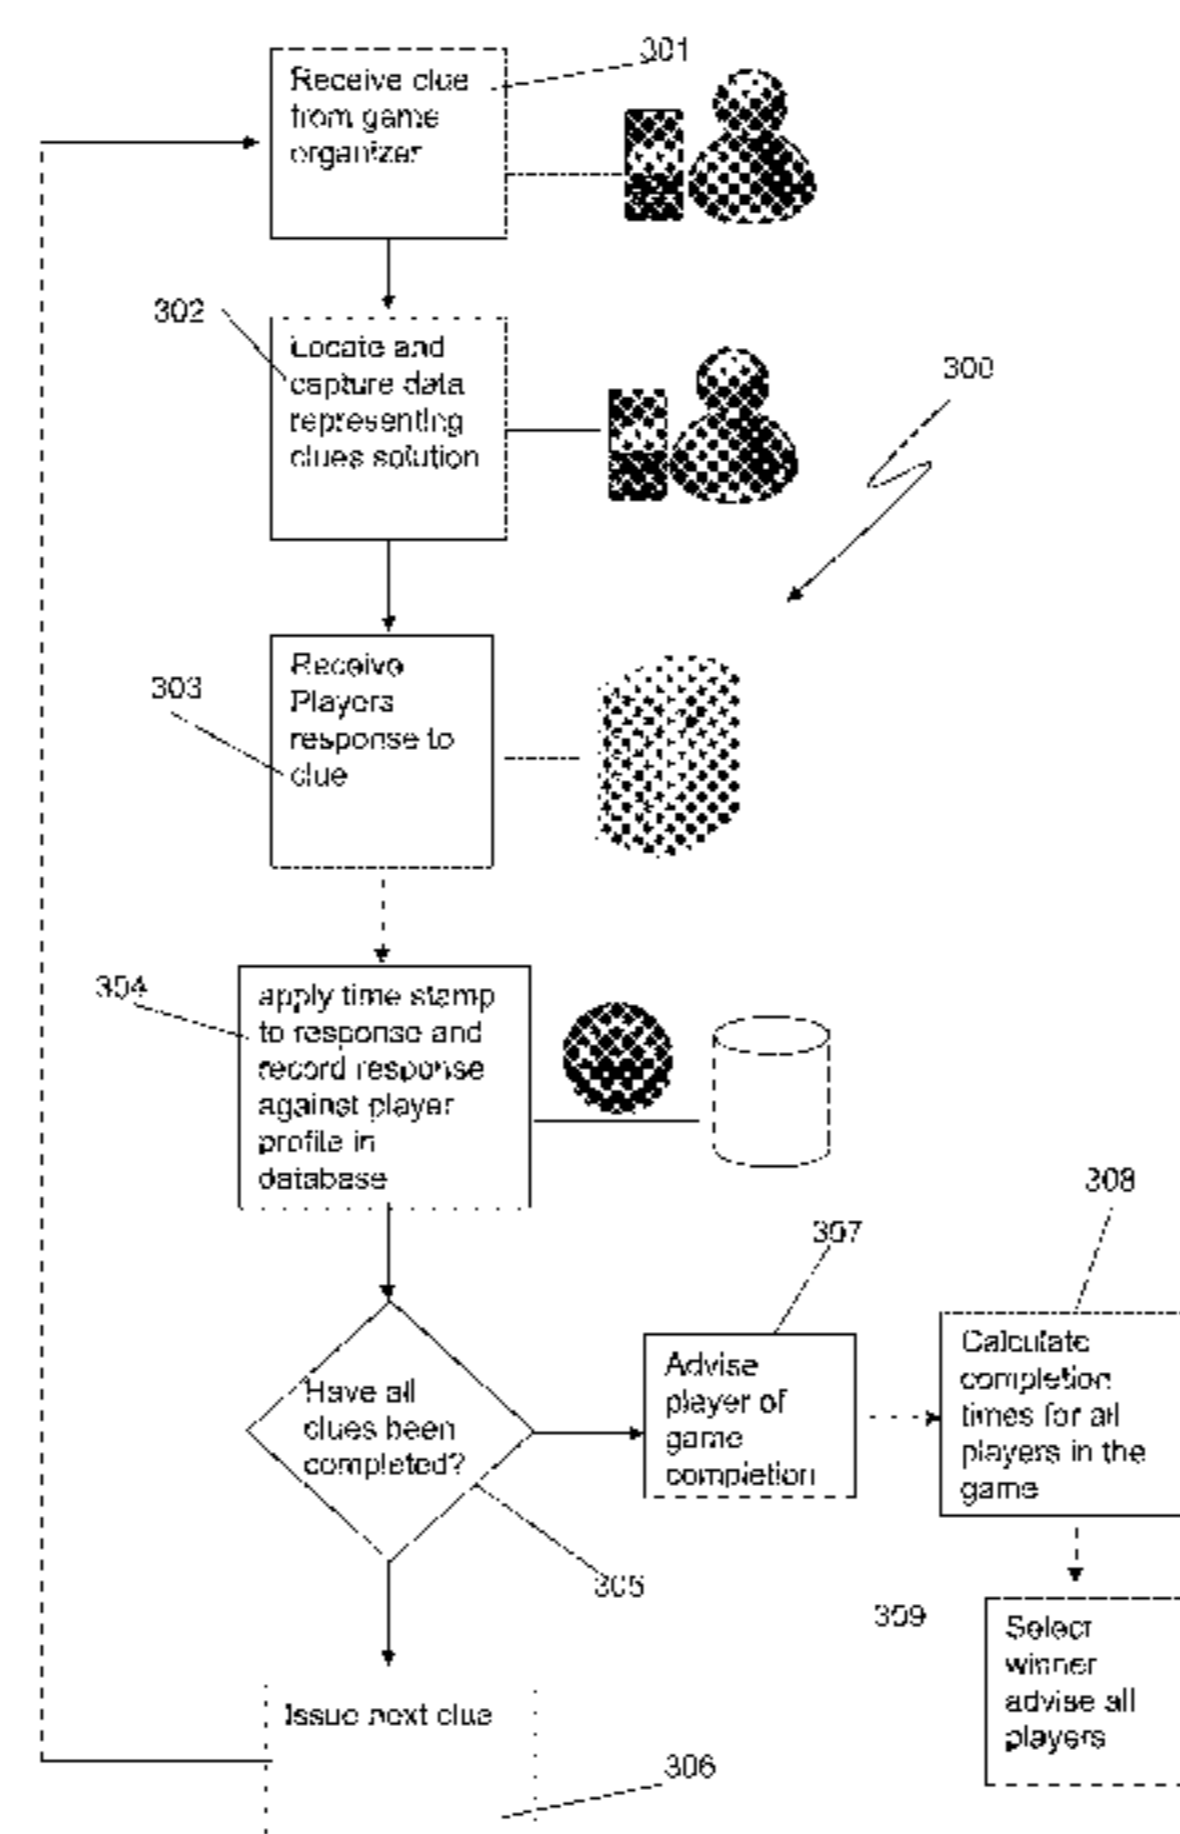 301
Receive clue
from game
organizer
302
Locate and
capture data
representing
clues solution
300
303
Receive
Players
response to
clue
304
apply time stamp
to response and
record response
against player
profile in
database
308
307
Have all
clues been
completed?
Advise
player of
game
completion
Calculate
completion
times for all
players in the
game
305
309
Select
winner
advise all
players
Issue next clue
306